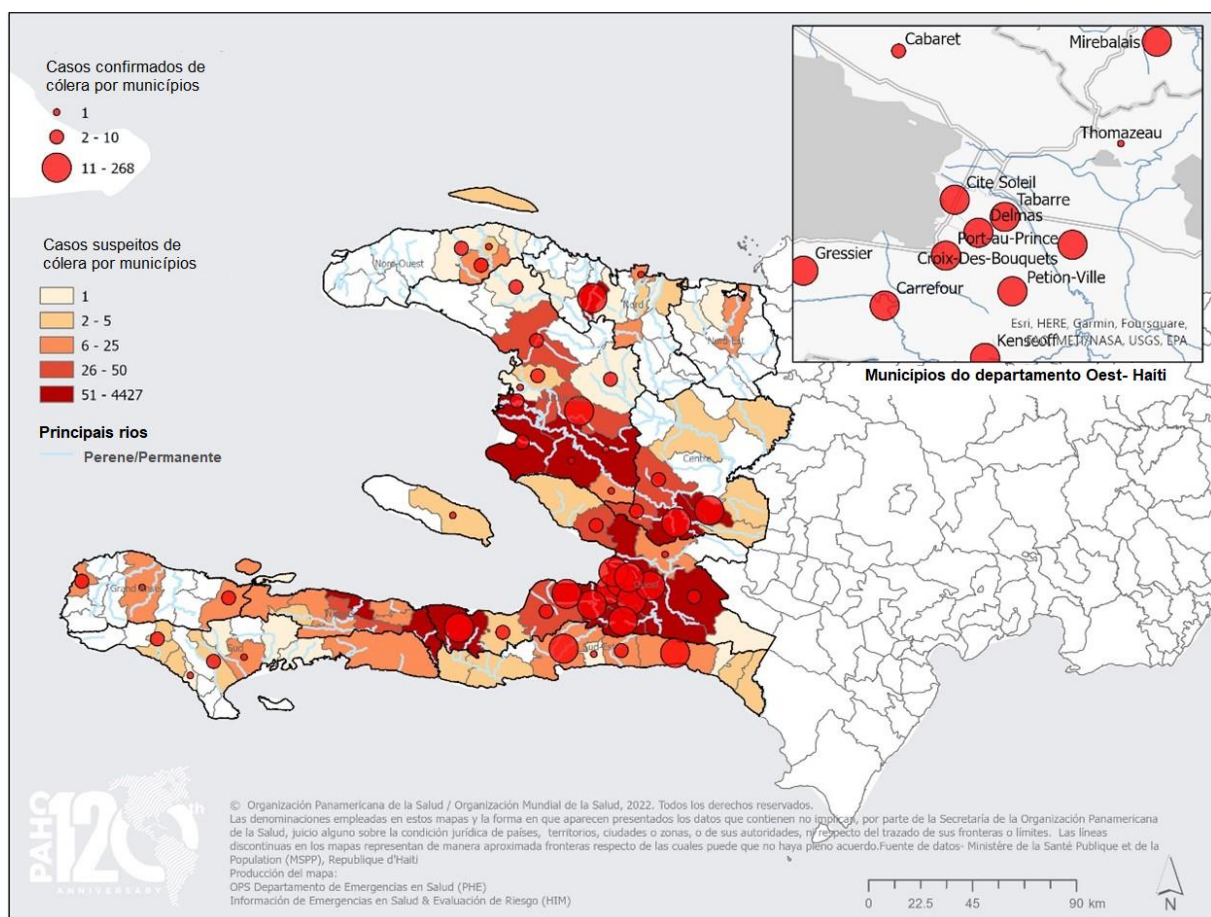 Casos confirmados de
cólera por municípios
1
2 - 10
11 - 268
Casos suspeitos de
cólera por municípios
1
2 - 5
6 - 25
26 - 50
51 - 4427
Principais rios
Perene/Permanente
Cabaret
Mirebalais
Thomazeau
Cite Soleil
Tabarre
Delmas
Port-au-Prince
Gressier
Croix-Des-Bouquets
Petion-Ville
Carrefour
Kenscoff
Esri, HERE, Garmin, Foursquare,
METI/NASA, USGS, EPA
Municípios do departamento Oest- Haiti
Nord-Ouest
Nord
Nord-Est
Centre
Sud
PAHO
120th
ANNIVERSARY
© Organización Panamericana de la Salud / Organización Mundial de la Salud, 2022. Todos los derechos reservados.
Las denominaciones empleadas en estos mapas y la forma en que aparecen presentados los datos que contienen no implican, por parte de la Secretaría de la Organización Panamericana
de la Salud, juicio alguno sobre la condición jurídica de países, territorios, ciudades o zonas, o de sus autoridades, ni respecto del trazado de sus fronteras o límites. Las líneas
discontinuas en los mapas representan de manera aproximada fronteras respecto de las cuales puede que no haya pleno acuerdo.Fuente de datos- Ministère de la Santé Publique et de la
Population (MSPP), Republique d'Haiti
Producción del mapa:
OPS Departamento de Emergencias en Salud (PHE)
Información de Emergencias en Salud & Evaluación de Riesgo (HIM)
0 22.5 45 90 km
N